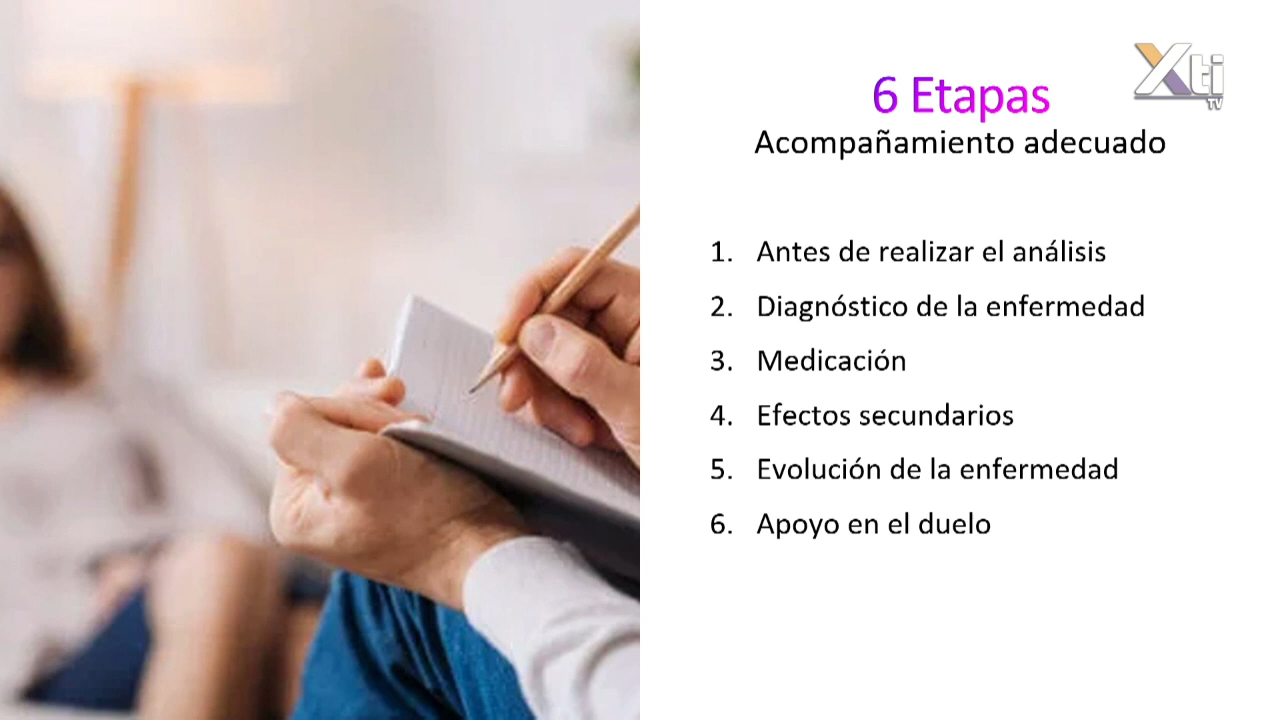 Xti
TV
6 Etapas
Acompañamiento adecuado
1. Antes de realizar el análisis
2. Diagnóstico de la enfermedad
3. Medicación
4. Efectos secundarios
5. Evolución de la enfermedad
6. Apoyo en el duelo